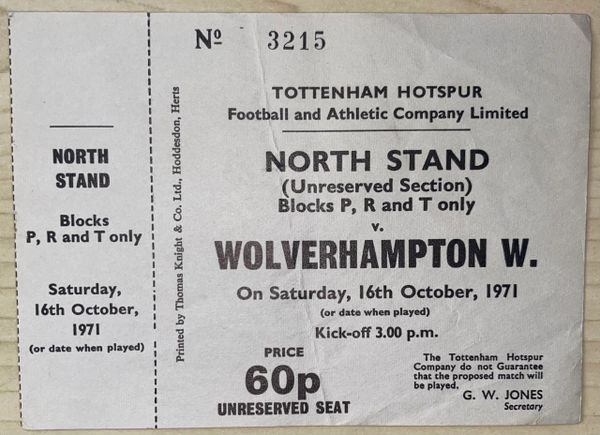 NORTH
STAND
Blocks
P, R and T only
Saturday,
16th October,
1971
(or date when played)
Printed by Thomas Knight & Co. Ltd., Hoddesdon, Herts
Nº 3215
TOTTENHAM HOTSPUR
Football and Athletic Company Limited
NORTH STAND
(Unreserved Section)
Blocks P, R and T only
v.
WOLVERHAMPTON W.
On Saturday, 16th October, 1971
(or date when played)
Kick-off 3.00 p.m.
PRICE
60p
UNRESERVED SEAT
The Tottenham Hotspur
Company do not Guarantee
that the proposed match will
be played.
G. W. JONES
Secretary